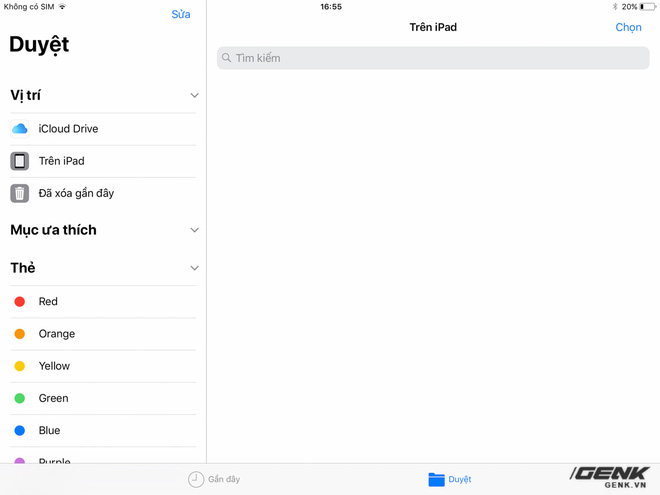 Không có SIM
16:55
20%
Sửa
Duyệt
Vị trí
iCloud Drive
Trên iPad
Đã xóa gần đây
Mục ưa thích
Thẻ
Red
Orange
Yellow
Green
Blue
Purple
Trên iPad
Chọn
Tìm kiếm
Gần đây
Duyệt
GENK
GENK.VN